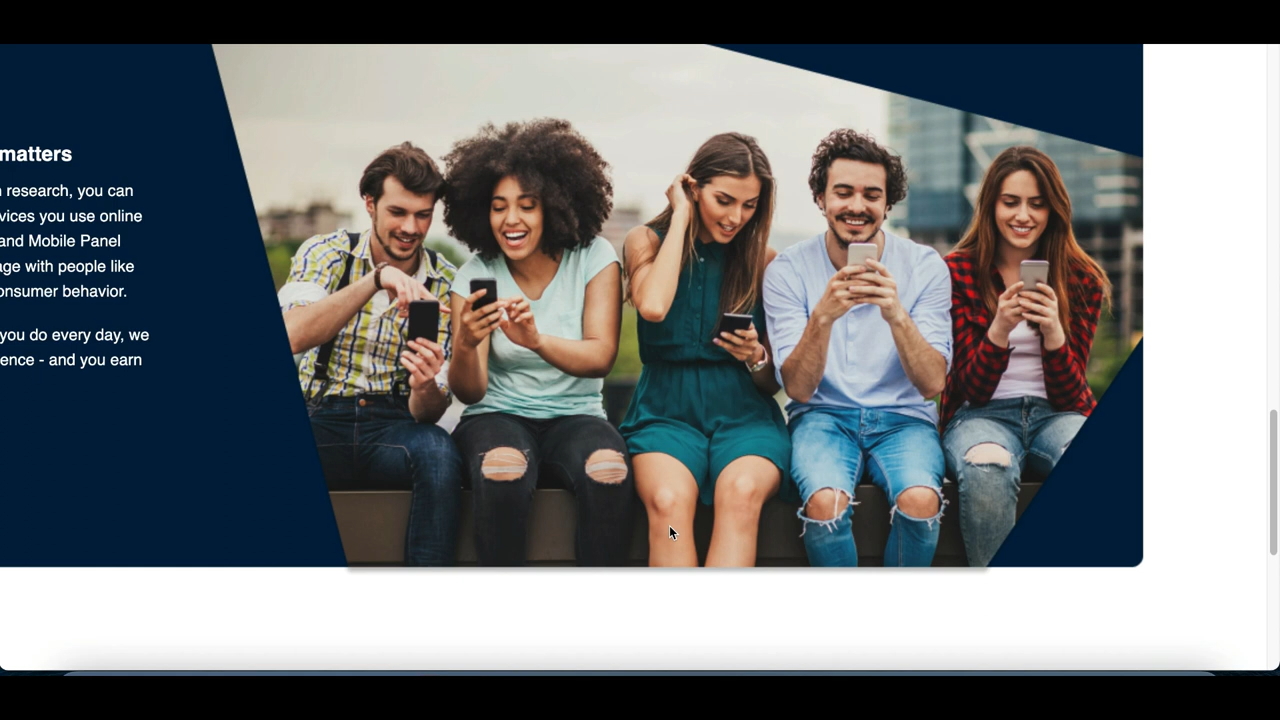 matters
research, you can
vices you use online
and Mobile Panel
age with people like
onsumer behavior.
you do every day, we
ence - and you earn